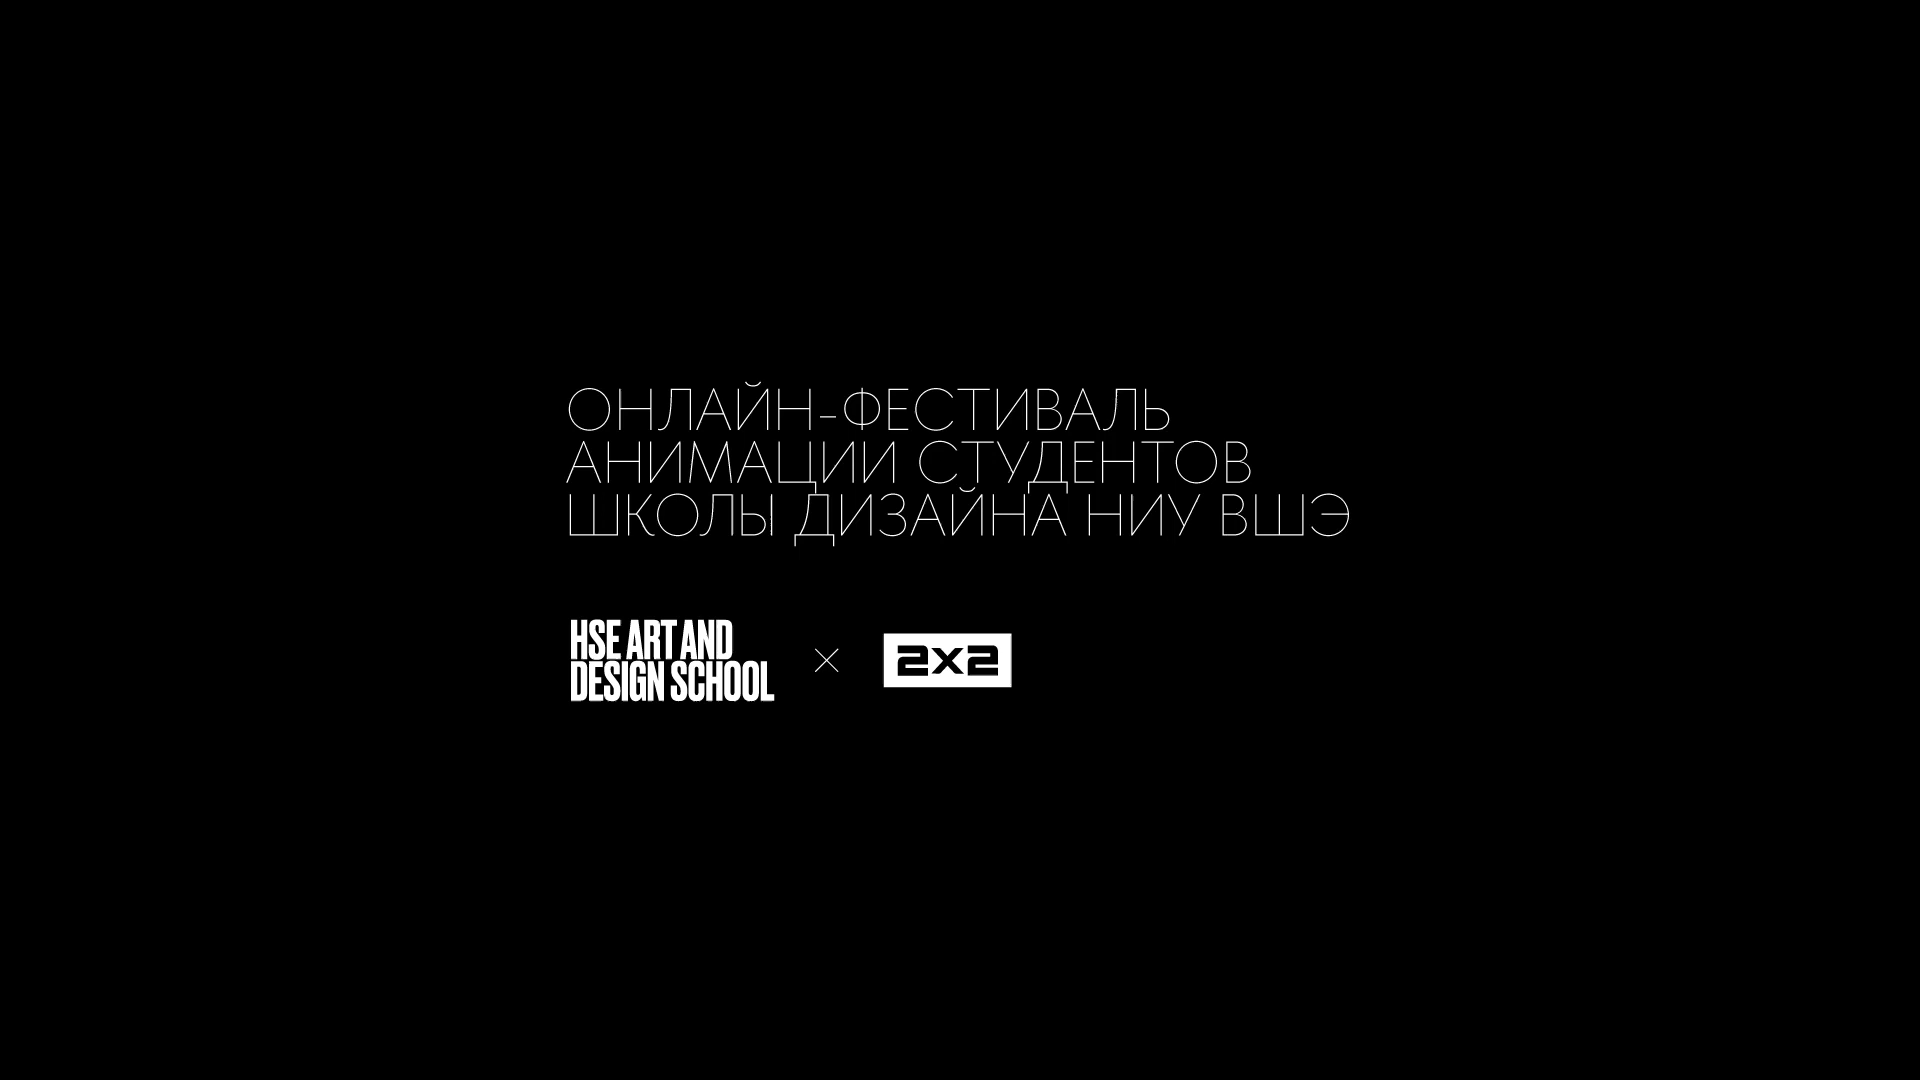 ОНЛАЙН-ФЕСТИВАЛЬ
АНИМАЦИИ СТУДЕНТОВ
ШКОЛЫ ДИЗАЙНА НИУ ВШЭ
HSE ART AND
DESIGN SCHOOL
×
2x2